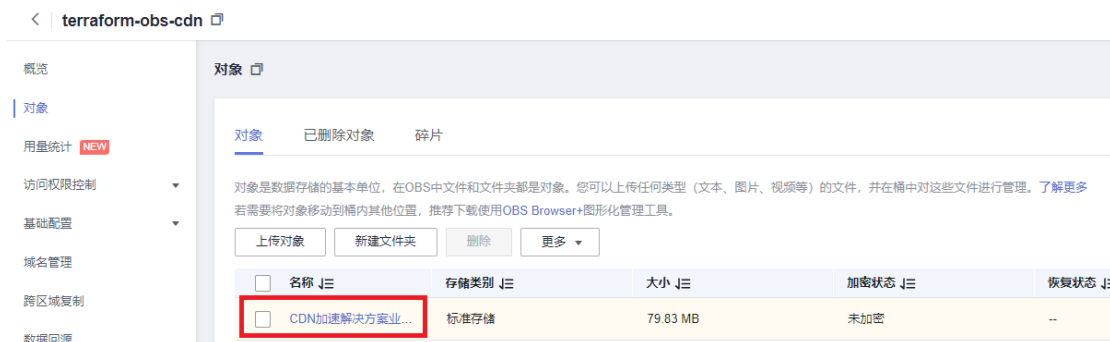 terraform-obs-cdn
概览
对象
用量统计 NEW
访问权限控制
基础配置
域名管理
跨区域复制
数据回源
对象
对象 已删除对象 碎片
对象是数据存储的基本单位，在OBS中文件和文件夹都是对象。您可以上传任何类型（文本、图片、视频等）的文件，并在桶中对这些文件进行管理。了解更多
若需要将对象移动到桶内其他位置，推荐下载使用OBS Browser+图形化管理工具。
上传对象 新建文件夹 删除 更多
名称 存储类别 大小 加密状态 恢复状态
CDN加速解决方案业... 标准存储 79.83 MB 未加密 --